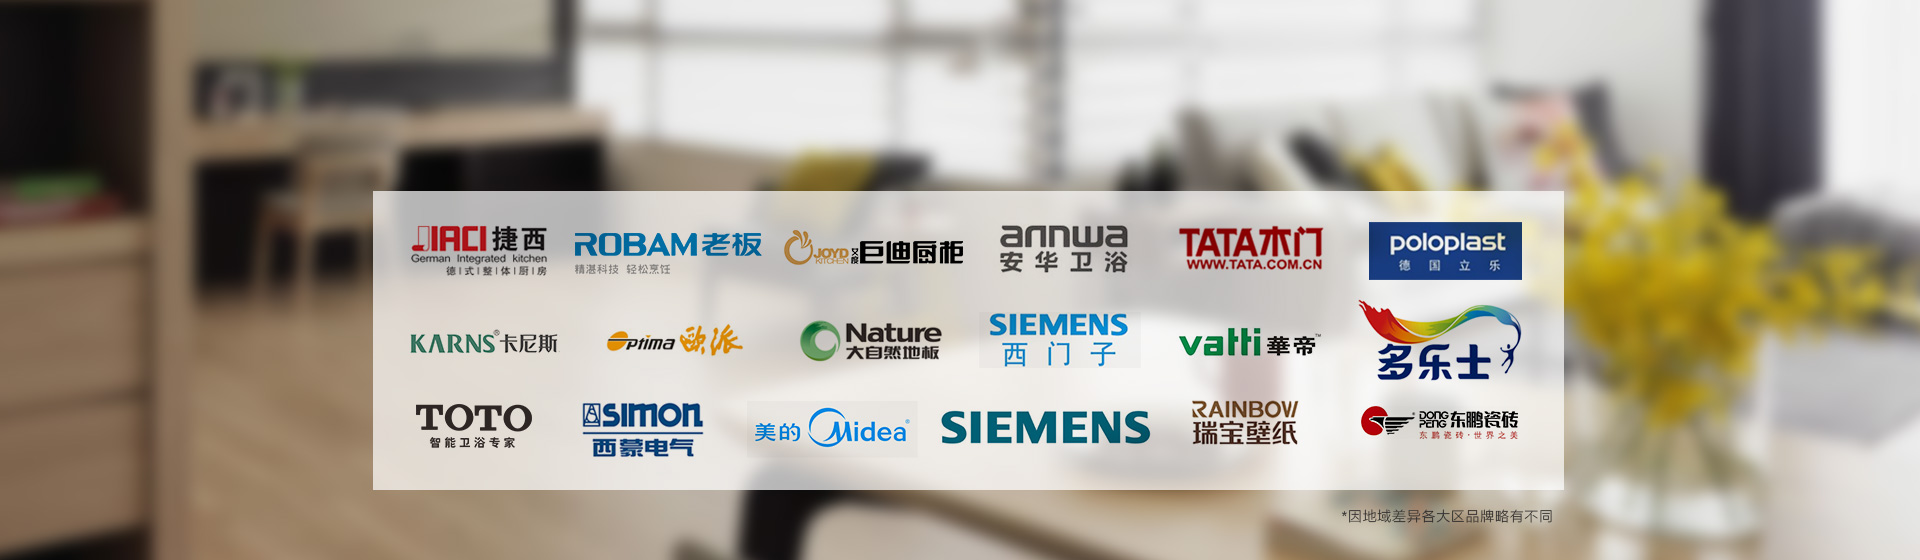 JIACI 捷西
German Integrated kitchen
德|式|整|体|厨|房
ROBAM 老板
精湛科技 轻松烹饪
JOYD KITCHEN 巨迪厨柜
annwa
安华卫浴
TATA木门
WWW.TATA.COM.CN
poloplast
德国立乐
KARNS®卡尼斯
Optima 欧派
Nature
大自然地板
SIEMENS
西门子
vatti 華帝™
多乐士
TOTO
智能卫浴专家
simon
西蒙电气
美的 Midea®
SIEMENS
RAINBOW
瑞宝壁纸
DONG PENG 东鹏瓷砖
东鹏瓷砖·世界之美
*因地域差异各大区品牌略有不同